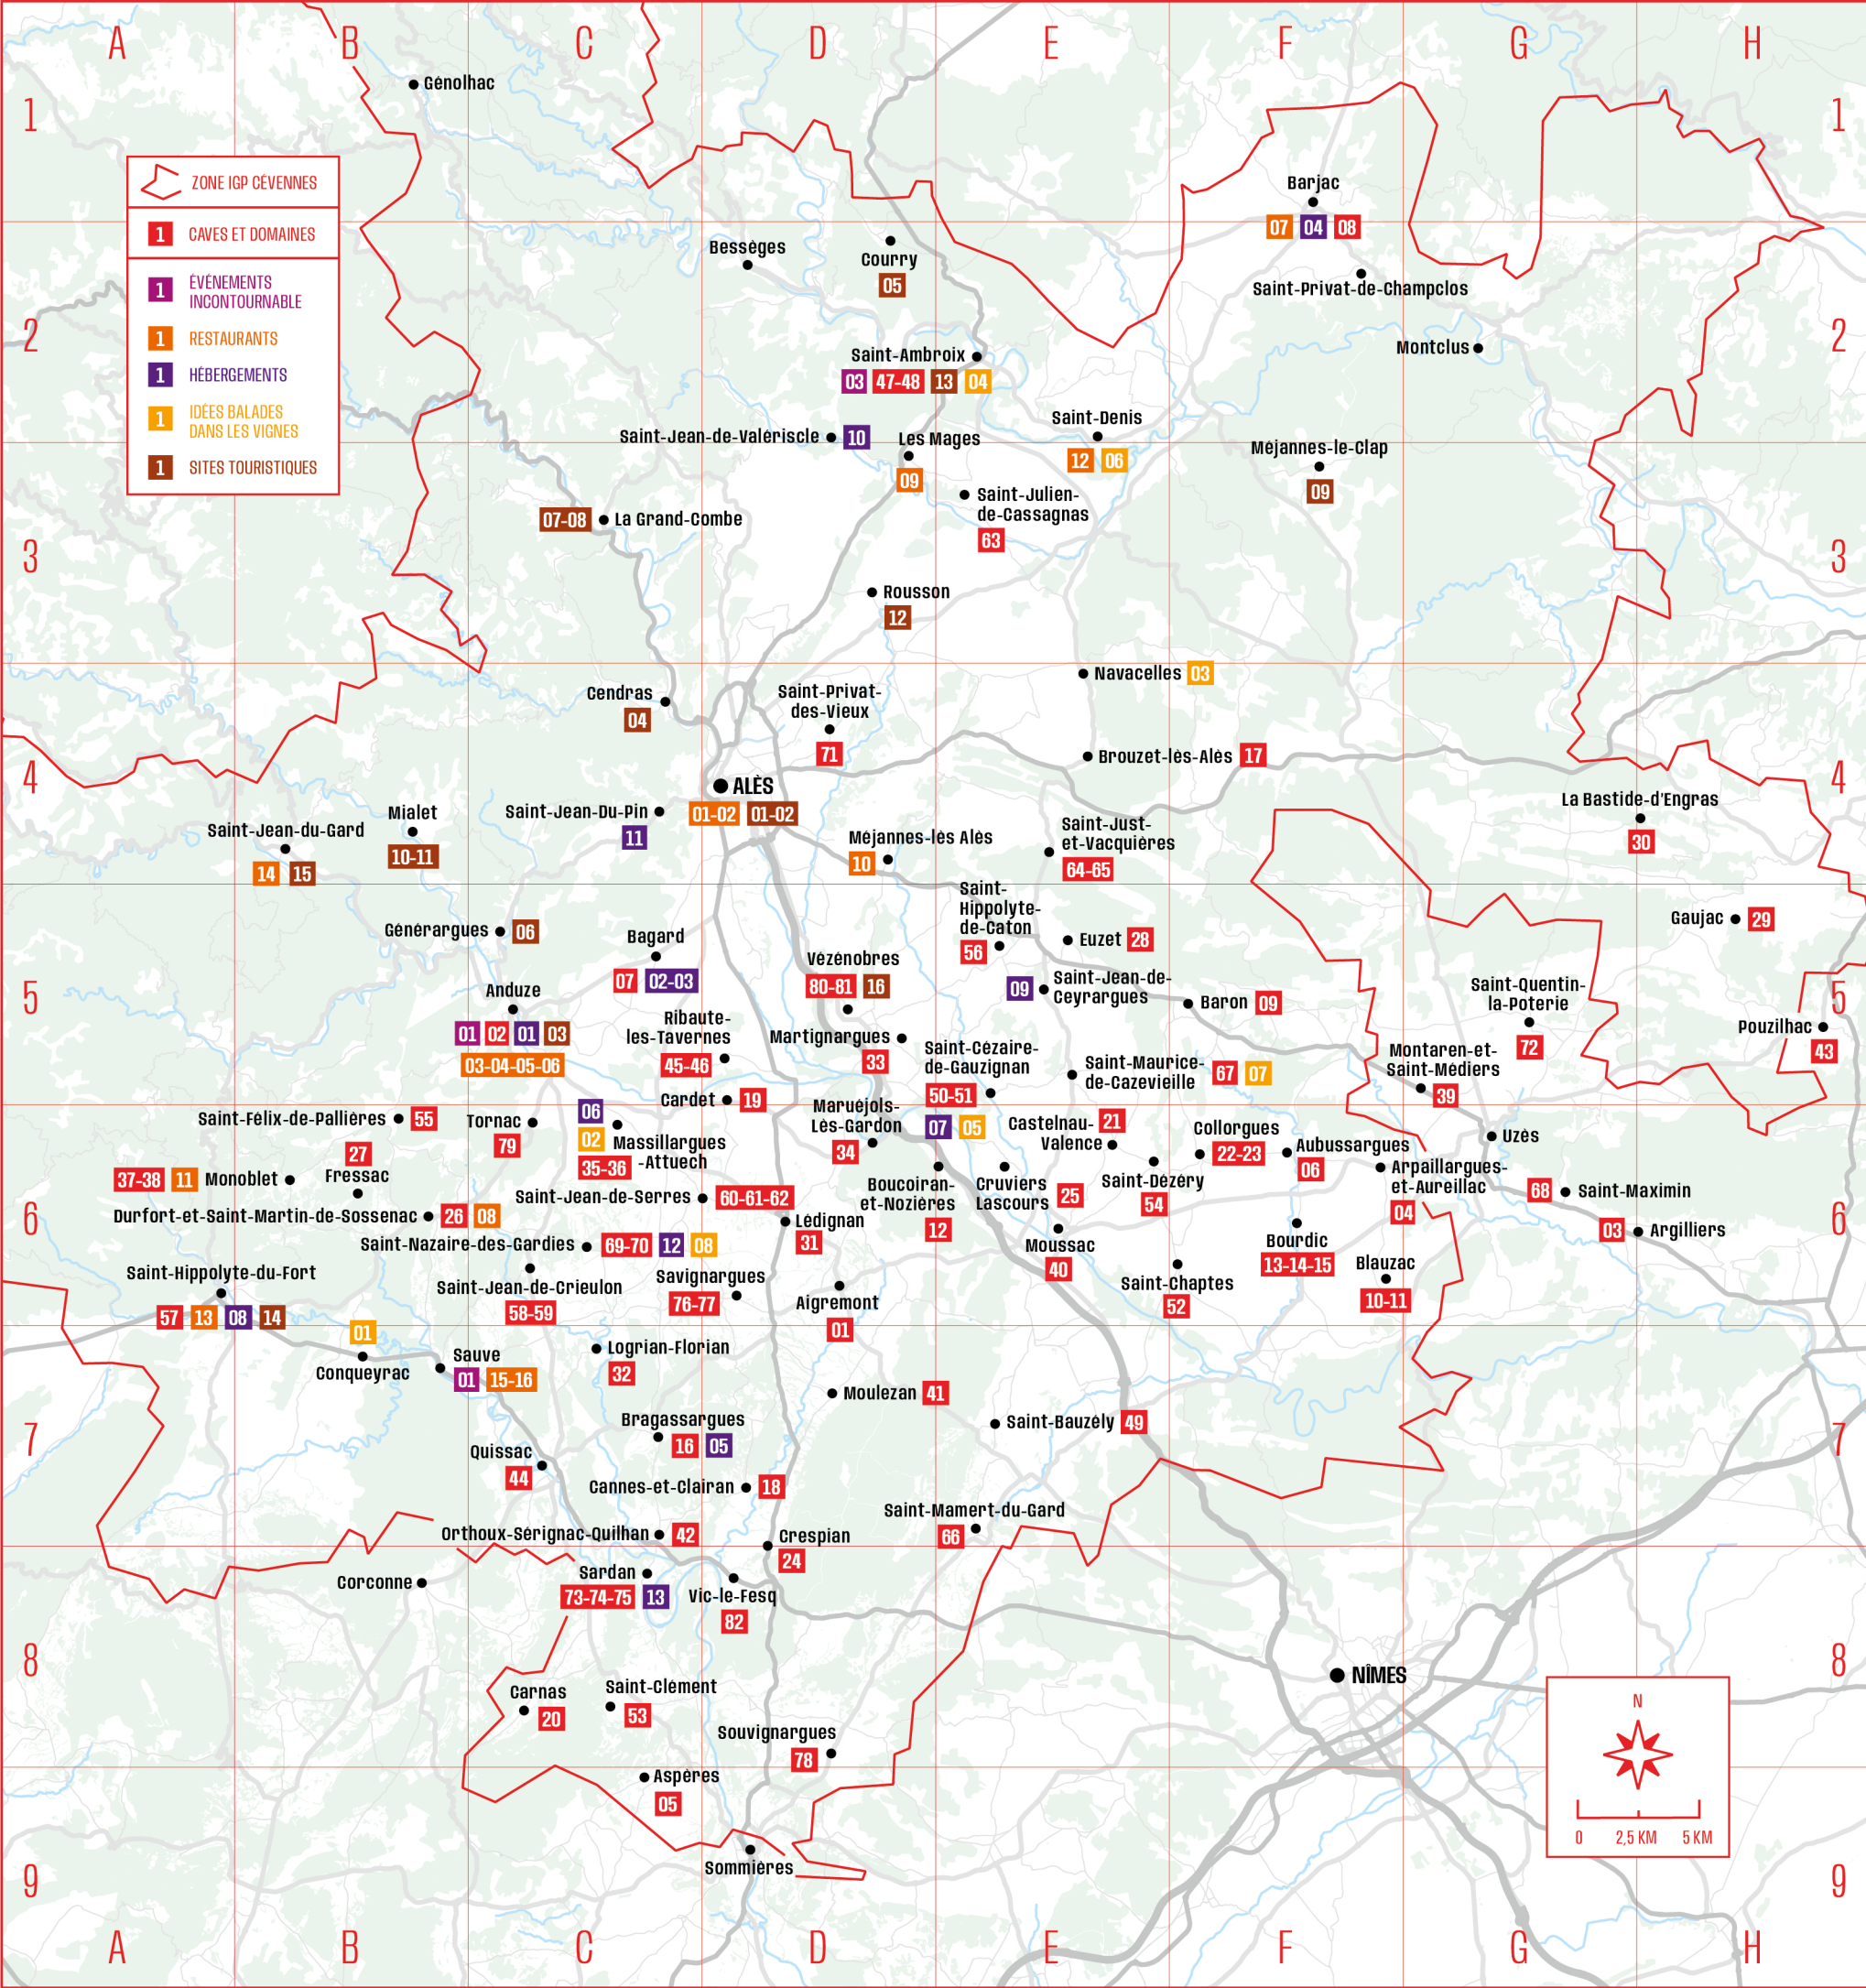 A
B
C
D
E
F
G
H
1
1
Génolhac
ZONE IGP CÉVENNES
1 CAVES ET DOMAINES
1 ÉVÉNEMENTS
INCONTOURNABLE
1 RESTAURANTS
1 HÉBERGEMENTS
1 IDÉES BALADES
DANS LES VIGNES
1 SITES TOURISTIQUES
Barjac
07 04 08
Bessèges
Courry
05
Saint-Privat-de-Champclos
2
2
Montclus
Saint-Ambroix
03 47-48 13 04
Saint-Denis
12 06
Saint-Jean-de-Valériscle 10
Les Mages
09
Méjannes-le-Clap
09
Saint-Julien-
de-Cassagnas
63
07-08 La Grand-Combe
3
3
Rousson
12
Navacelles 03
Cendras
04
Saint-Privat-
des-Vieux
71
Brouzet-lès-Alès 17
4
4
ALÈS
01-02 01-02
La Bastide-d'Engras
30
Saint-Jean-Du-Pin
11
Mialet
10-11
Saint-Jean-du-Gard
14 15
Méjannes-lès Alès
10
Saint-Just-
et-Vacquières
64-65
Saint-
Hippolyte-
de-Caton
56
Gaujac 29
Générargues 06
Bagard
07 02-03
Euzet 28
Vézénobres
80-81 16
09 Saint-Jean-de-
Ceyrargues
Baron 09
Saint-Quentin-
la-Poterie
72
5
5
Anduze
01 02 01 03
03-04-05-06
Ribaute-
les-Tavernes
45-46
Martignargues
33
Pouzilhac
43
Saint-Cézaire-
de-Gauzignan
50-51
Saint-Maurice-
de-Cazevieille
67 07
Montaren-et-
Saint-Médiers
39
Cardet 19
Saint-Félix-de-Pallières 55
Tornac
79
06
02
Massillargues
-Attuech
35-36
Maruéjols-
Lès-Gardon
34
07 05
Castelnau-
Valence
21
Collorgues
22-23
Aubussargues
06
Uzès
27
Fressac
37-38 11 Monoblet
Saint-Dézéry
54
Arpaillargues-
et-Aureillac
04
68 Saint-Maximin
Saint-Jean-de-Serres 60-61-62
Boucoiran-
et-Nozières
12
Cruviers
Lascours
25
6
6
Durfort-et-Saint-Martin-de-Sossenac 26 08
Lédignan
31
03 Argilliers
Saint-Nazaire-des-Gardies 69-70 12 08
Moussac
40
Bourdic
13-14-15
Blauzac
10-11
Saint-Hippolyte-du-Fort
57 13 08 14
Saint-Jean-de-Crieulon
58-59
Savignargues
76-77
Aigremont
01
Saint-Chaptes
52
01
Conqueyrac
Sauve
01 15-16
Logrian-Florian
32
Moulezan 41
Saint-Bauzély 49
7
7
Bragassargues
16 05
Quissac
44
Cannes-et-Clairan 18
Saint-Mamert-du-Gard
66
Orthoux-Sérignac-Quilhan 42
Crespian
24
Corconne
Sardan
73-74-75 13
Vic-le-Fesq
82
8
8
NÎMES
Carnas
20
Saint-Clément
53
Souvignargues
78
N
0 2,5 KM 5 KM
Aspères
05
Sommières
9
9
A
B
C
D
E
F
G
H